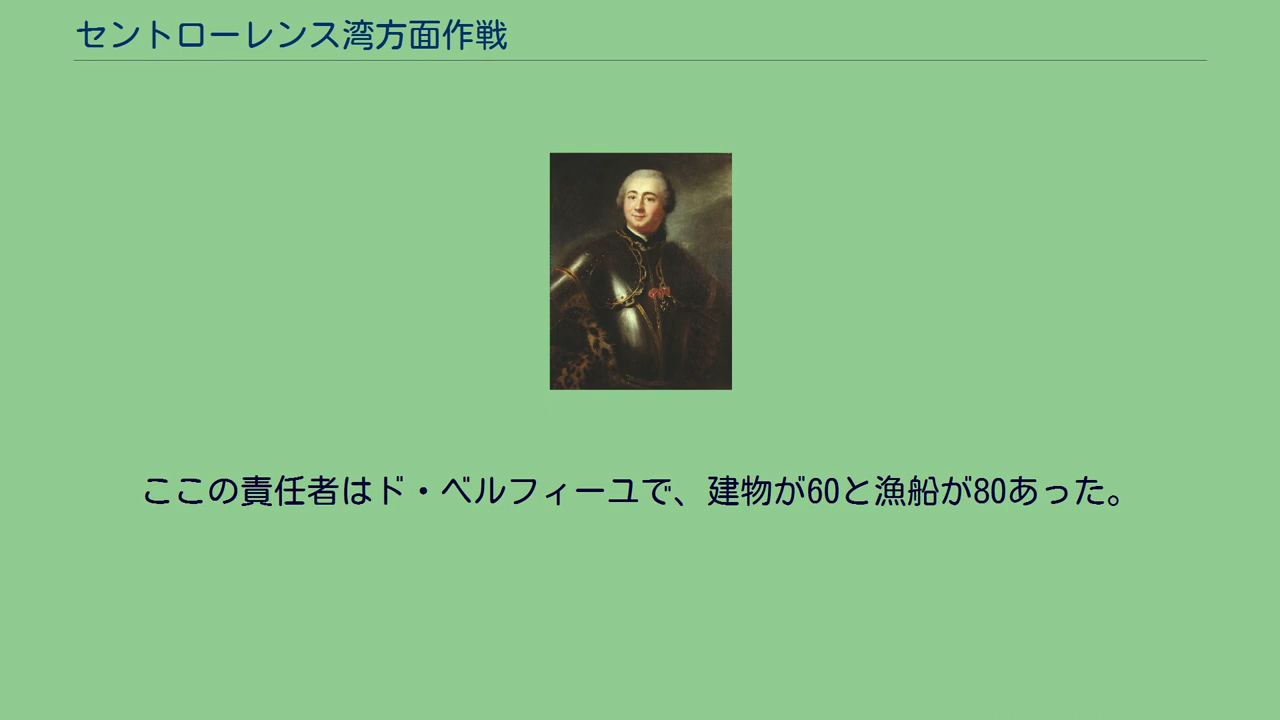 セントローレンス湾方面作戦
ここの責任者はド・ベルフィーユで、建物が60と漁船が80あった。